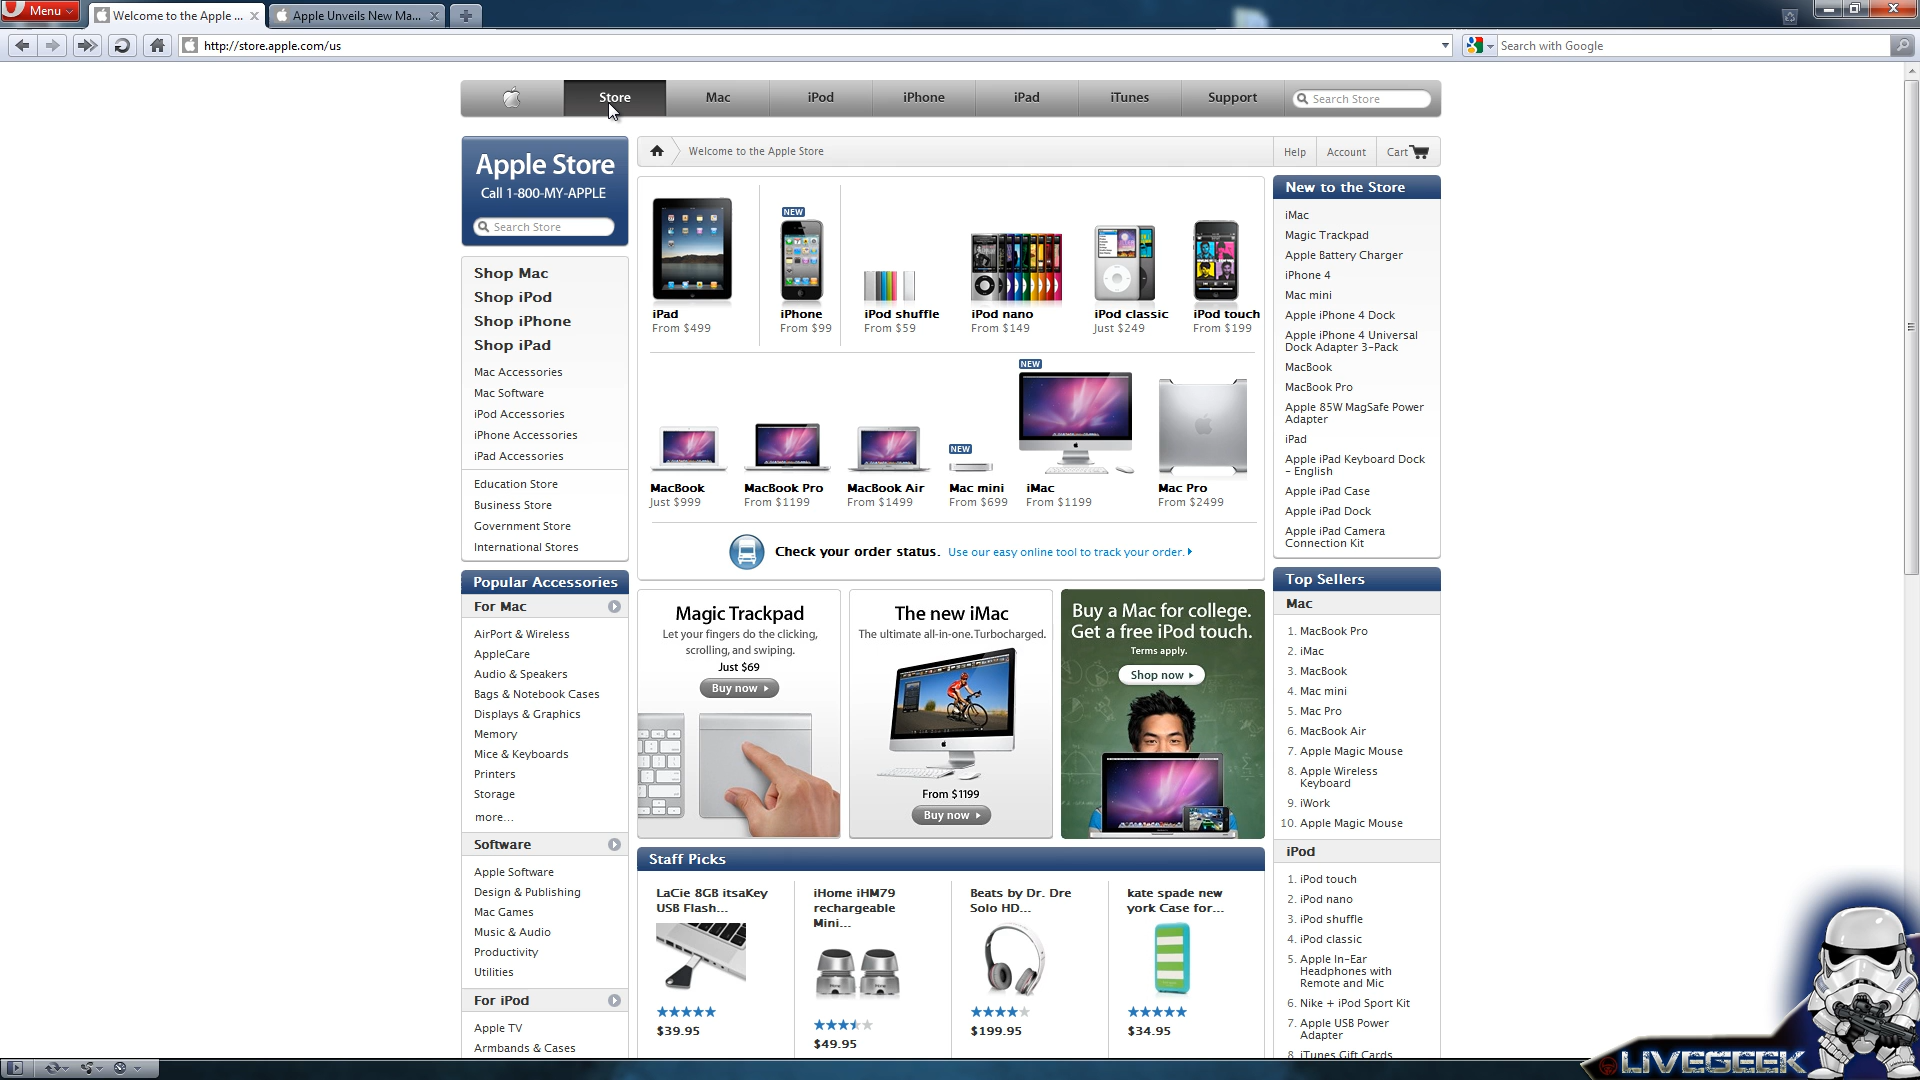 Menu
Welcome to the Apple ...
Apple Unveils New Ma...
http://store.apple.com/us
Search with Google
Store
Mac
iPod
iPhone
iPad
iTunes
Support
Search Store
Apple Store
Call 1-800-MY-APPLE
Search Store
Shop Mac
Shop iPod
Shop iPhone
Shop iPad
Mac Accessories
Mac Software
iPod Accessories
iPhone Accessories
iPad Accessories
Education Store
Business Store
Government Store
International Stores
Popular Accessories
For Mac
AirPort & Wireless
AppleCare
Audio & Speakers
Bags & Notebook Cases
Displays & Graphics
Memory
Mice & Keyboards
Printers
Storage
more...
Software
Apple Software
Design & Publishing
Mac Games
Music & Audio
Productivity
Utilities
For iPod
Apple TV
Armbands & Cases
Welcome to the Apple Store
Help
Account
Cart
iPad
From $499
NEW
iPhone
From $99
iPod shuffle
From $59
iPod nano
From $149
iPod classic
Just $249
iPod touch
From $199
MacBook
Just $999
MacBook Pro
From $1199
MacBook Air
From $1499
NEW
Mac mini
From $699
NEW
iMac
From $1199
Mac Pro
From $2499
Check your order status. Use our easy online tool to track your order.
Magic Trackpad
Let your fingers do the clicking,
scrolling, and swiping.
Just $69
Buy now
The new iMac
The ultimate all-in-one. Turbocharged.
From $1199
Buy now
Buy a Mac for college.
Get a free iPod touch.
Terms apply.
Shop now
Staff Picks
LaCie 8GB itsaKey
USB Flash...
$39.95
iHome iHM79
rechargeable
Mini...
$49.95
Beats by Dr. Dre
Solo HD...
$199.95
kate spade new
york Case for...
$34.95
New to the Store
iMac
Magic Trackpad
Apple Battery Charger
iPhone 4
Mac mini
Apple iPhone 4 Dock
Apple iPhone 4 Universal
Dock Adapter 3-Pack
MacBook
MacBook Pro
Apple 85W MagSafe Power
Adapter
iPad
Apple iPad Keyboard Dock
– English
Apple iPad Case
Apple iPad Dock
Apple iPad Camera
Connection Kit
Top Sellers
Mac
1. MacBook Pro
2. iMac
3. MacBook
4. Mac mini
5. Mac Pro
6. MacBook Air
7. Apple Magic Mouse
8. Apple Wireless
Keyboard
9. iWork
10. Apple Magic Mouse
iPod
1. iPod touch
2. iPod nano
3. iPod shuffle
4. iPod classic
5. Apple In-Ear
Headphones with
Remote and Mic
6. Nike + iPod Sport Kit
7. Apple USB Power
Adapter
8. iTunes Gift Cards
LIVEGEEK